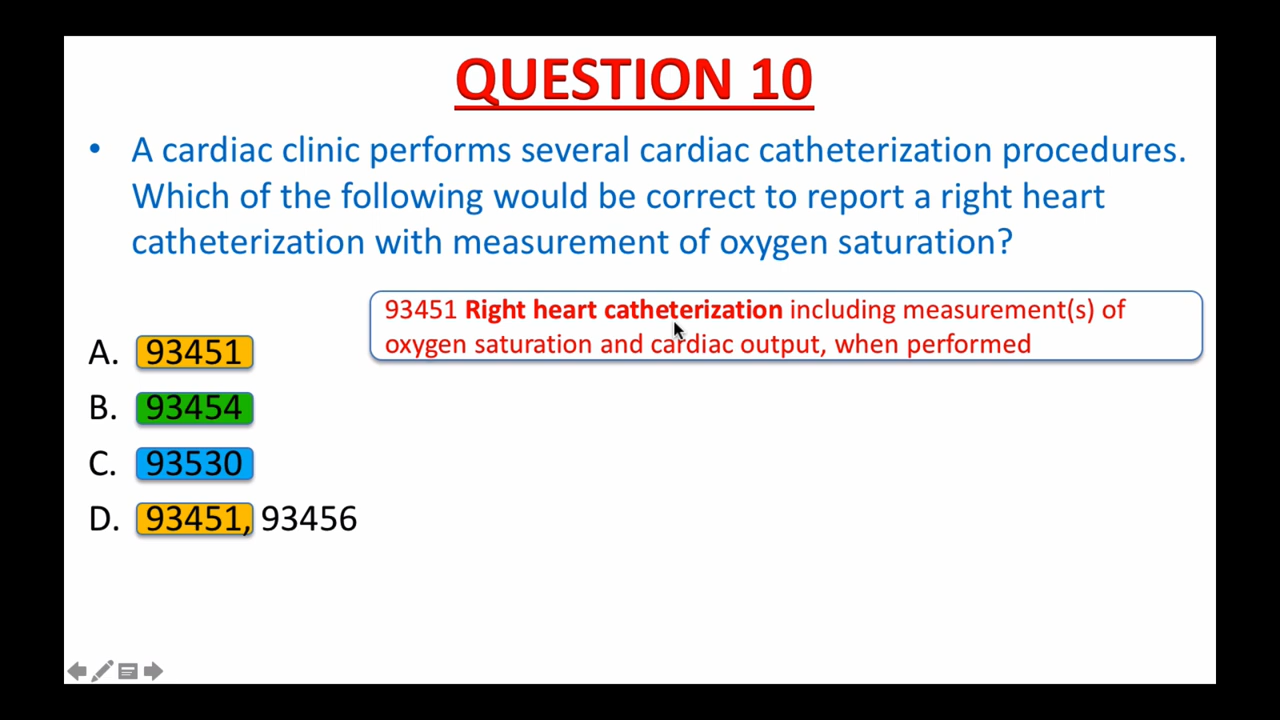 QUESTION 10
• A cardiac clinic performs several cardiac catheterization procedures.
Which of the following would be correct to report a right heart
catheterization with measurement of oxygen saturation?
93451 Right heart catheterization including measurement(s) of
oxygen saturation and cardiac output, when performed
A. 93451
B. 93454
C. 93530
D. 93451, 93456